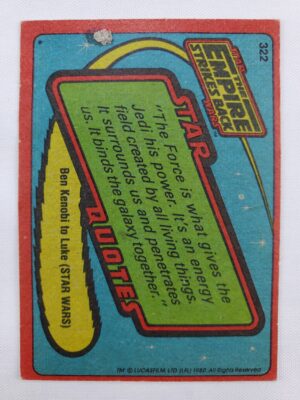 322
STAR
THE
EMPIRE
STRIKES BACK
WARS
STAR
QUOTES
"The Force is what gives the
Jedi his power. It's an energy
field created by all living things.
It surrounds us and penetrates
us. It binds the galaxy together."
Ben Kenobi to Luke (STAR WARS)
TM: © LUCASFILM, LTD. (LFL) 1980. All Rights Reserved.